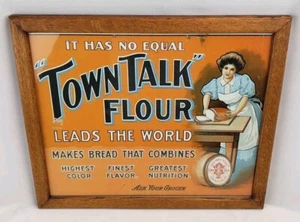 IT HAS NO EQUAL
"TOWN TALK"
FLOUR
LEADS THE WORLD
MAKES BREAD THAT COMBINES
HIGHEST FINEST GREATEST
COLOR. FLAVOR. NUTRITION.
ASK YOUR GROCER